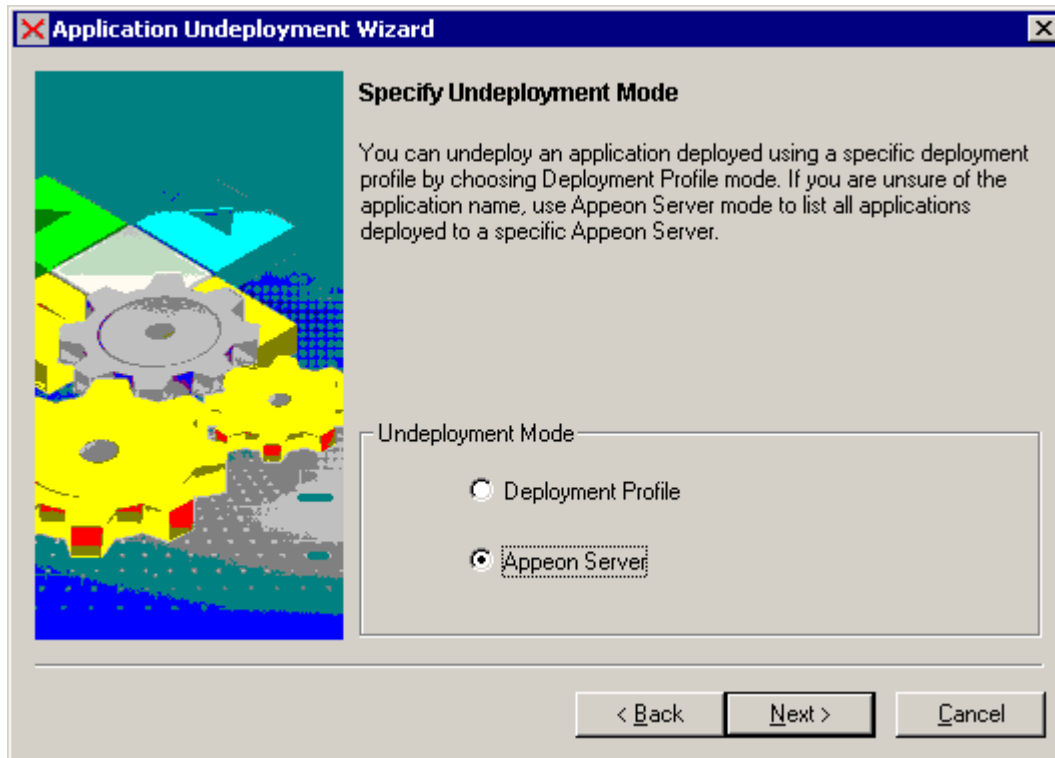 Application Undeployment Wizard
Specify Undeployment Mode
You can undeploy an application deployed using a specific deployment
profile by choosing Deployment Profile mode. If you are unsure of the
application name, use Appeon Server mode to list all applications
deployed to a specific Appeon Server.
Undeployment Mode
Deployment Profile
Appeon Server
< Back
Next >
Cancel